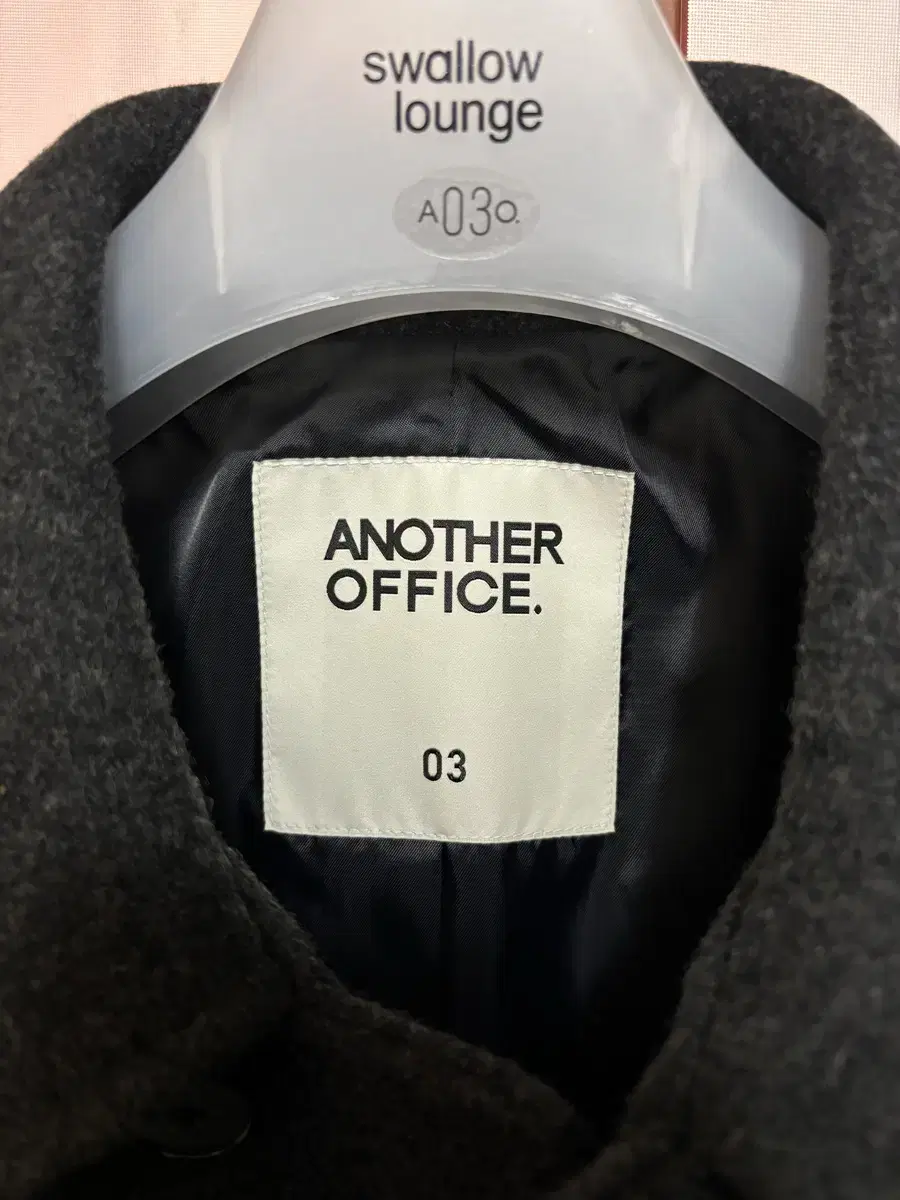 swallow
lounge
A03O.
ANOTHER
OFFICE.
03